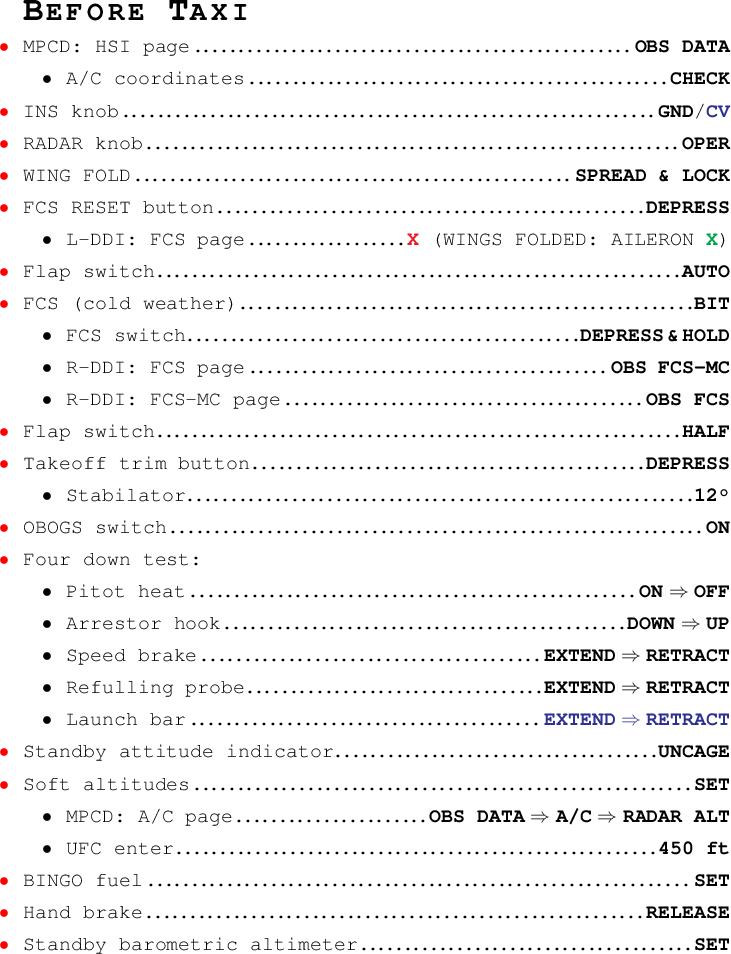 BEFORE TAXI
• MPCD: HSI page .................................................. OBS DATA
• A/C coordinates ................................................ CHECK
• INS knob ............................................................. GND/CV
• RADAR knob ............................................................. OPER
• WING FOLD .................................................. SPREAD & LOCK
• FCS RESET button ................................................. DEPRESS
• L-DDI: FCS page .................. X (WINGS FOLDED: AILERON X)
• Flap switch ............................................................ AUTO
• FCS (cold weather) .................................................... BIT
• FCS switch ............................................. DEPRESS & HOLD
• R-DDI: FCS page ......................................... OBS FCS-MC
• R-DDI: FCS-MC page ......................................... OBS FCS
• Flap switch ............................................................ HALF
• Takeoff trim button ............................................. DEPRESS
• Stabilator .......................................................... 12°
• OBOGS switch ............................................................. ON
• Four down test:
• Pitot heat ................................................... ON ⇒ OFF
• Arrestor hook .............................................. DOWN ⇒ UP
• Speed brake ....................................... EXTEND ⇒ RETRACT
• Refulling probe .................................. EXTEND ⇒ RETRACT
• Launch bar ........................................ EXTEND ⇒ RETRACT
• Standby attitude indicator ..................................... UNCAGE
• Soft altitudes ......................................................... SET
• MPCD: A/C page ...................... OBS DATA ⇒ A/C ⇒ RADAR ALT
• UFC enter ....................................................... 450 ft
• BINGO fuel .............................................................. SET
• Hand brake ......................................................... RELEASE
• Standby barometric altimeter ...................................... SET